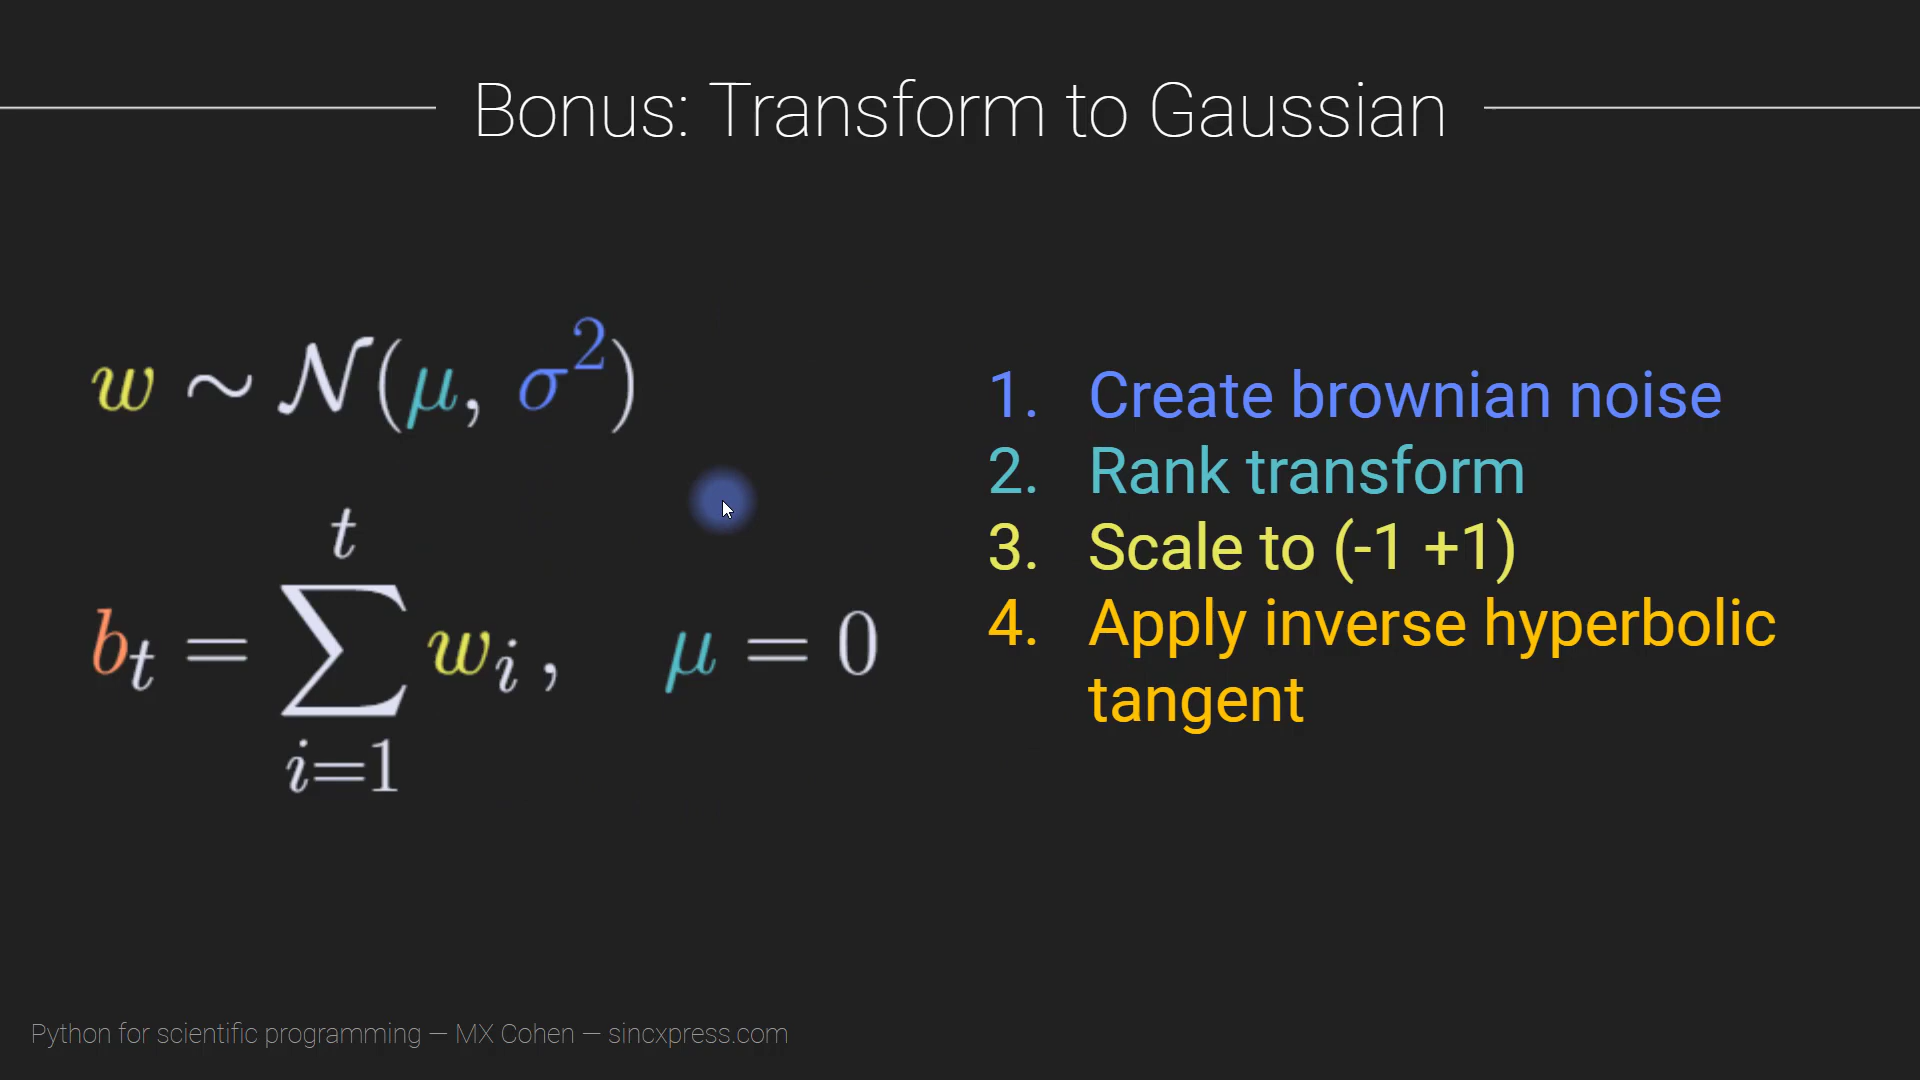 Bonus: Transform to Gaussian
w ∼ 𝒩(μ, σ²)
b_t = ∑_{i=1}^{t} w_i , μ = 0
1. Create brownian noise
2. Rank transform
3. Scale to (-1 +1)
4. Apply inverse hyperbolic
tangent
Python for scientific programming — MX Cohen — sincxpress.com